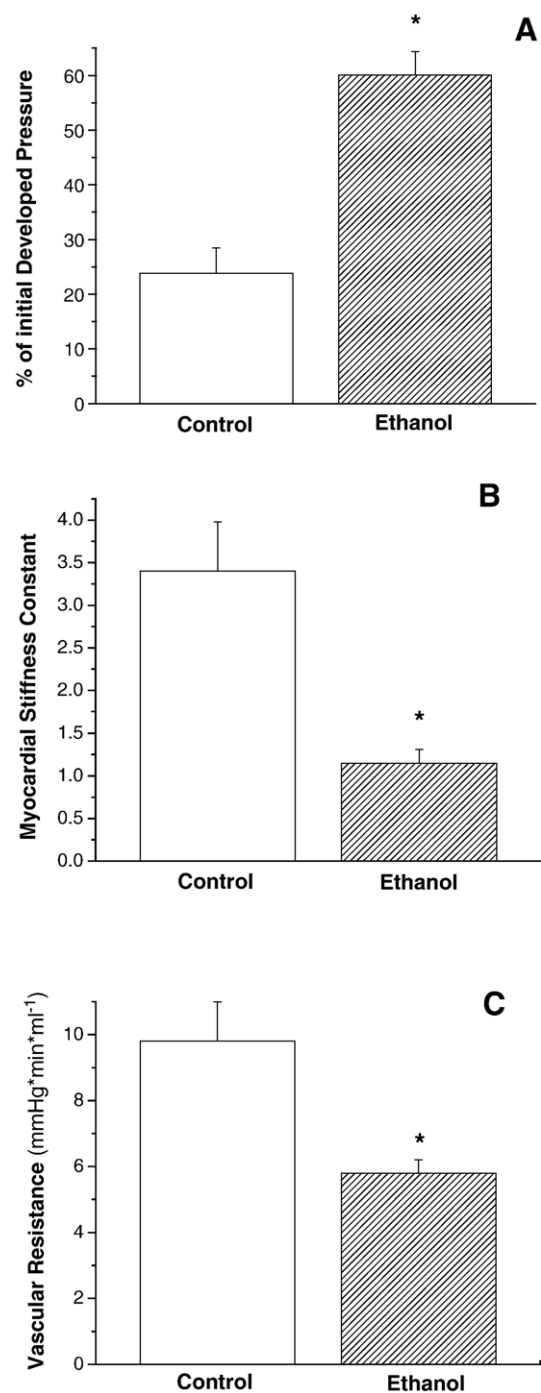 A
*
% of initial Developed Pressure
60
50
40
30
20
10
0
Control Ethanol
B
Myocardial Stiffness Constant
4.0
3.5
3.0
2.5
2.0
1.5
1.0
0.5
0.0
*
Control Ethanol
C
Vascular Resistance (mmHg*min*ml-1)
10
8
6
4
2
0
*
Control Ethanol